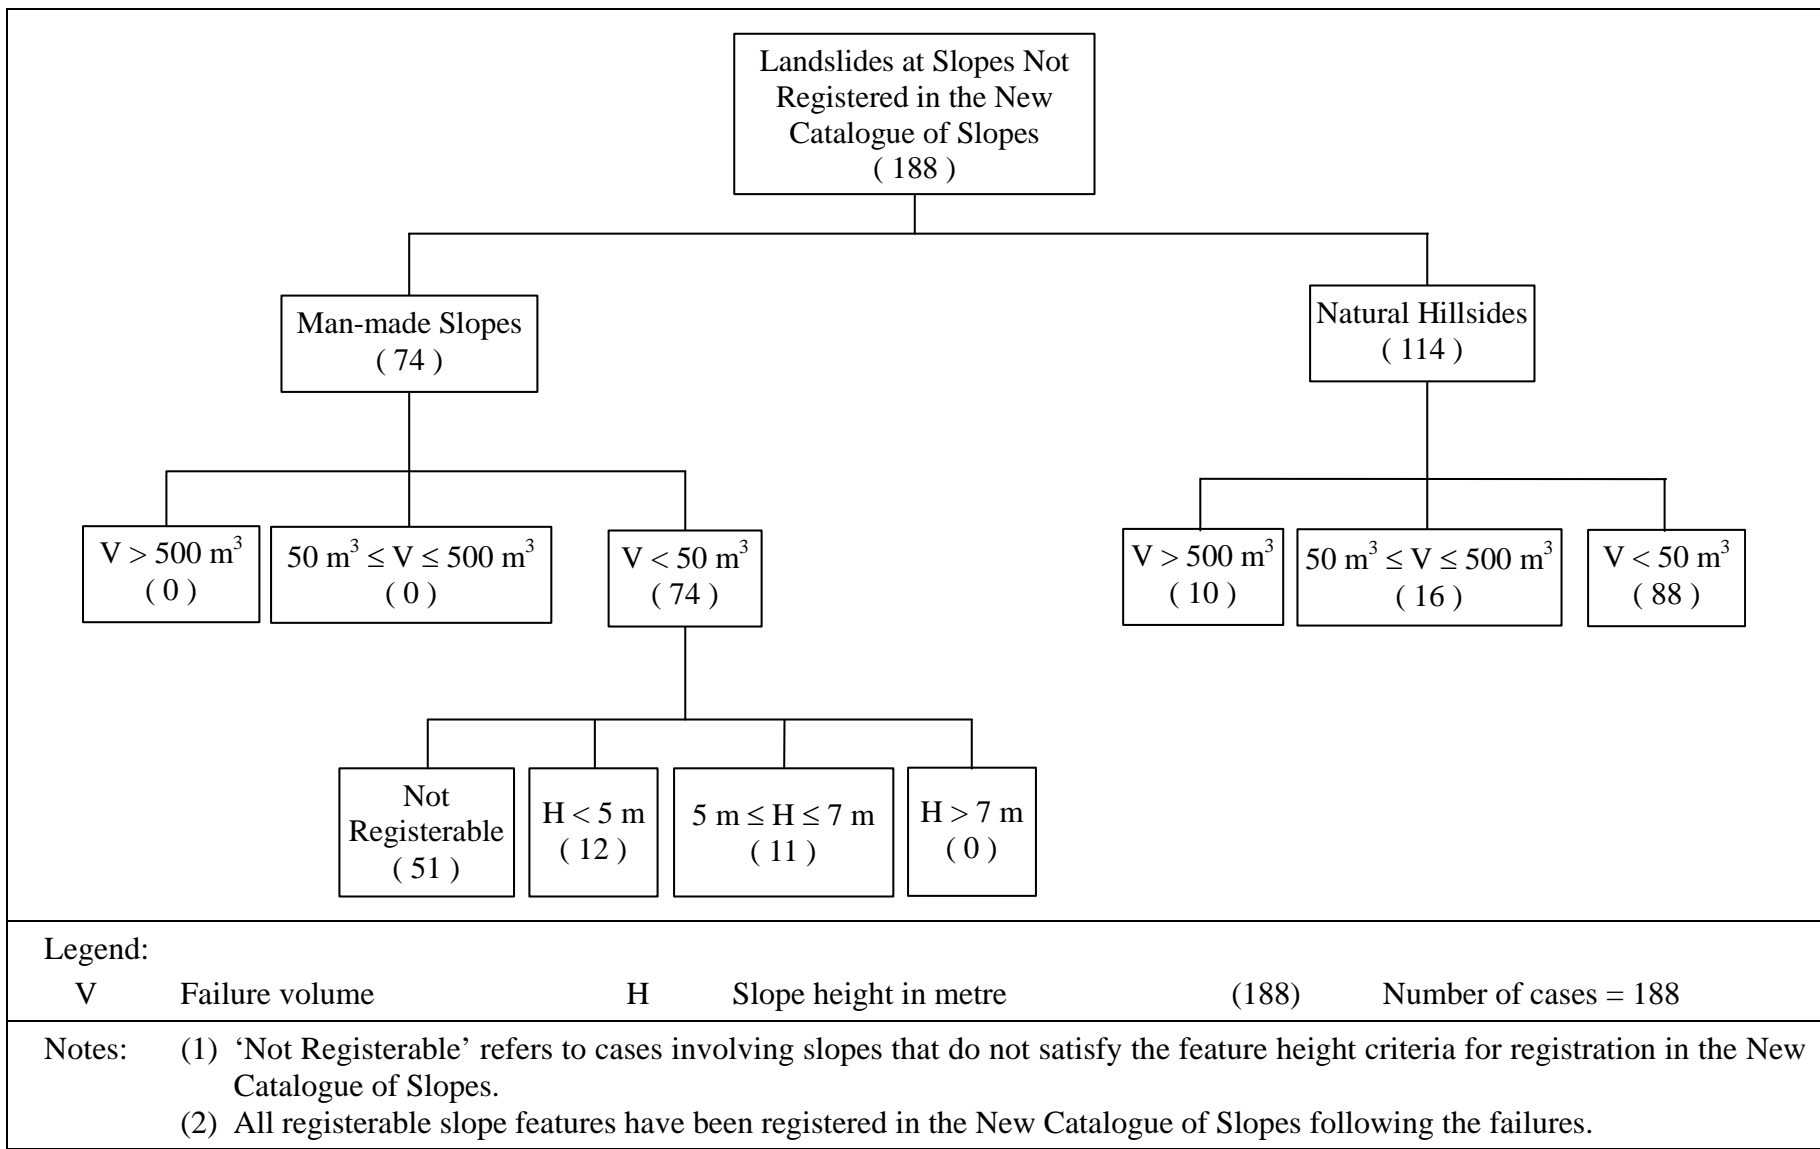 Landslides at Slopes Not
Registered in the New
Catalogue of Slopes
( 188 )
Man-made Slopes
( 74 )
Natural Hillsides
( 114 )
V > 500 m³
( 0 )
50 m³ ≤ V ≤ 500 m³
( 0 )
V < 50 m³
( 74 )
V > 500 m³
( 10 )
50 m³ ≤ V ≤ 500 m³
( 16 )
V < 50 m³
( 88 )
Not
Registerable
( 51 )
H < 5 m
( 12 )
5 m ≤ H ≤ 7 m
( 11 )
H > 7 m
( 0 )
Legend:
V Failure volume H Slope height in metre (188) Number of cases = 188
Notes: (1) ‘Not Registerable’ refers to cases involving slopes that do not satisfy the feature height criteria for registration in the New
Catalogue of Slopes.
(2) All registerable slope features have been registered in the New Catalogue of Slopes following the failures.